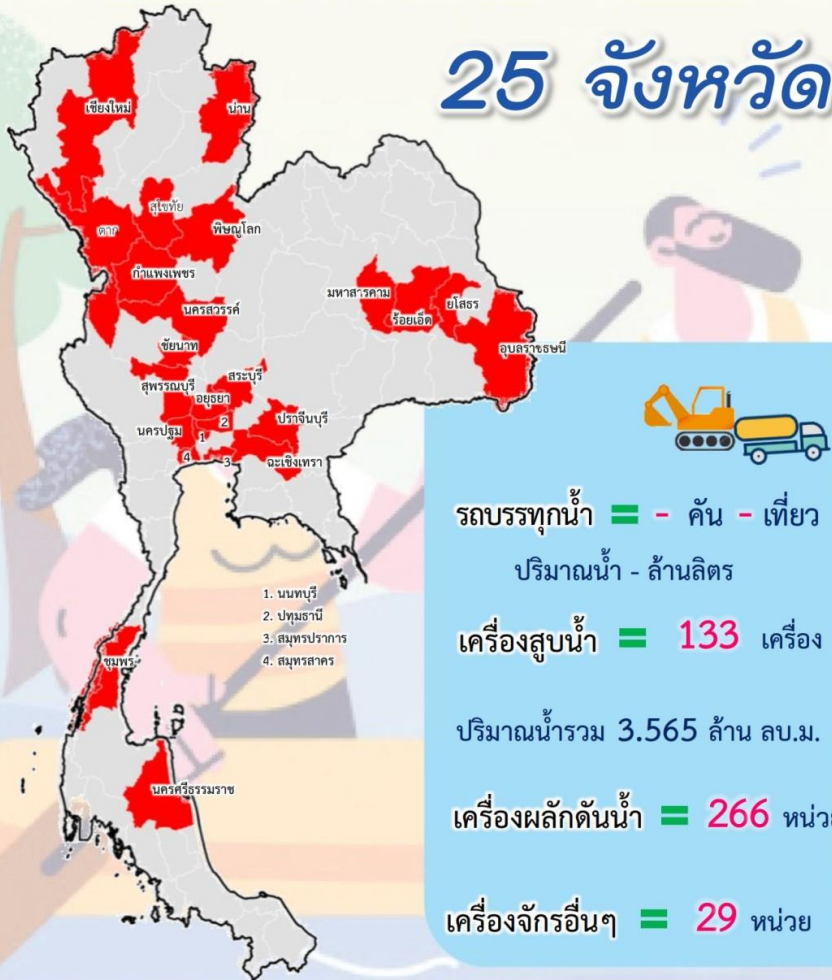 25 จังหวัด
เชียงใหม่
น่าน
สุโขทัย
ตาก
พิษณุโลก
กำแพงเพชร
นครสวรรค์
มหาสารคาม
ยโสธร
ร้อยเอ็ด
อุบลราชธานี
ชัยนาท
สุพรรณบุรี
สระบุรี
อยุธยา
2
ปราจีนบุรี
นครปฐม
1
4
3
ฉะเชิงเทรา
1. นนทบุรี
2. ปทุมธานี
3. สมุทรปราการ
4. สมุทรสาคร
ชุมพร
นครศรีธรรมราช
รถบรรทุกน้ำ = - คัน - เที่ยว
ปริมาณน้ำ - ล้านลิตร
เครื่องสูบน้ำ = 133 เครื่อง
ปริมาณน้ำรวม 3.565 ล้าน ลบ.ม.
เครื่องผลักดันน้ำ = 266 หน่วย
เครื่องจักรอื่นๆ = 29 หน่วย